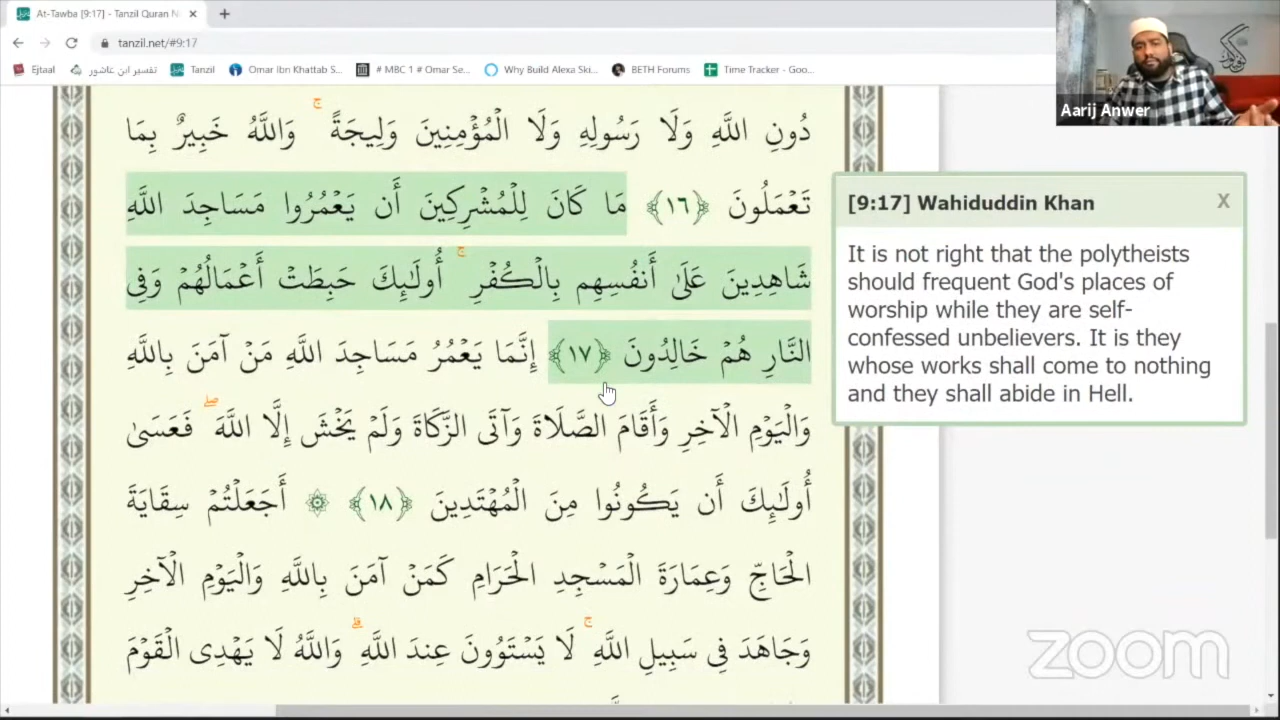 At-Tawba [9:17] - Tanzil Quran N
tanzil.net/#9:17
Ejtaal
تفسير ابن عاشور
Tanzil
Omar Ibn Khattab S...
# MBC 1 # Omar Se...
Why Build Alexa Ski...
BETH Forums
Time Tracker - Goo...
Aarij Anwer
دُونِ اللَّهِ وَلَا رَسُولِهِ وَلَا الْمُؤْمِنِينَ وَلِيجَةً ۚ وَاللَّهُ خَبِيرٌ بِمَا
تَعْمَلُونَ ﴿١٦﴾ مَا كَانَ لِلْمُشْرِكِينَ أَن يَعْمُرُوا مَسَاجِدَ اللَّهِ
شَاهِدِينَ عَلَىٰ أَنفُسِهِم بِالْكُفْرِ ۚ أُولَـٰئِكَ حَبِطَتْ أَعْمَالُهُمْ وَفِي
النَّارِ هُمْ خَالِدُونَ ﴿١٧﴾ إِنَّمَا يَعْمُرُ مَسَاجِدَ اللَّهِ مَنْ آمَنَ بِاللَّهِ
وَالْيَوْمِ الْآخِرِ وَأَقَامَ الصَّلَاةَ وَآتَى الزَّكَاةَ وَلَمْ يَخْشَ إِلَّا اللَّهَ ۖ فَعَسَىٰ
أُولَـٰئِكَ أَن يَكُونُوا مِنَ الْمُهْتَدِينَ ﴿١٨﴾ ۞ أَجَعَلْتُمْ سِقَايَةَ
الْحَاجِّ وَعِمَارَةَ الْمَسْجِدِ الْحَرَامِ كَمَنْ آمَنَ بِاللَّهِ وَالْيَوْمِ الْآخِرِ
وَجَاهَدَ فِي سَبِيلِ اللَّهِ ۚ لَا يَسْتَوُونَ عِندَ اللَّهِ ۗ وَاللَّهُ لَا يَهْدِي الْقَوْمَ
[9:17] Wahiduddin Khan
X
It is not right that the polytheists
should frequent God's places of
worship while they are self-
confessed unbelievers. It is they
whose works shall come to nothing
and they shall abide in Hell.
zoom